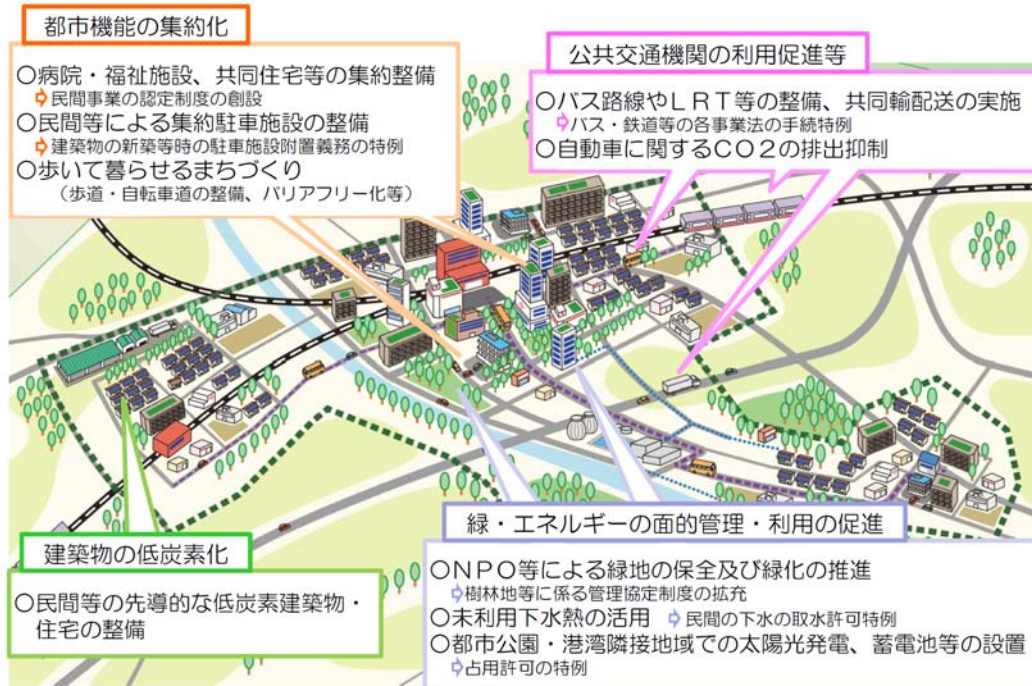 都市機能の集約化
○病院・福祉施設、共同住宅等の集約整備
⇨民間事業の認定制度の創設
○民間等による集約駐車施設の整備
⇨建築物の新築等時の駐車施設附置義務の特例
○歩いて暮らせるまちづくり
（歩道・自転車道の整備、バリアフリー化等）
公共交通機関の利用促進等
○バス路線やＬＲＴ等の整備、共同輸配送の実施
⇨バス・鉄道等の各事業法の手続特例
○自動車に関するＣＯ２の排出抑制
建築物の低炭素化
○民間等の先導的な低炭素建築物・
住宅の整備
緑・エネルギーの面的管理・利用の促進
○ＮＰＯ等による緑地の保全及び緑化の推進
⇨樹林地等に係る管理協定制度の拡充
○未利用下水熱の活用 ⇨民間の下水の取水許可特例
○都市公園・港湾隣接地域での太陽光発電、蓄電池等の設置
⇨占用許可の特例